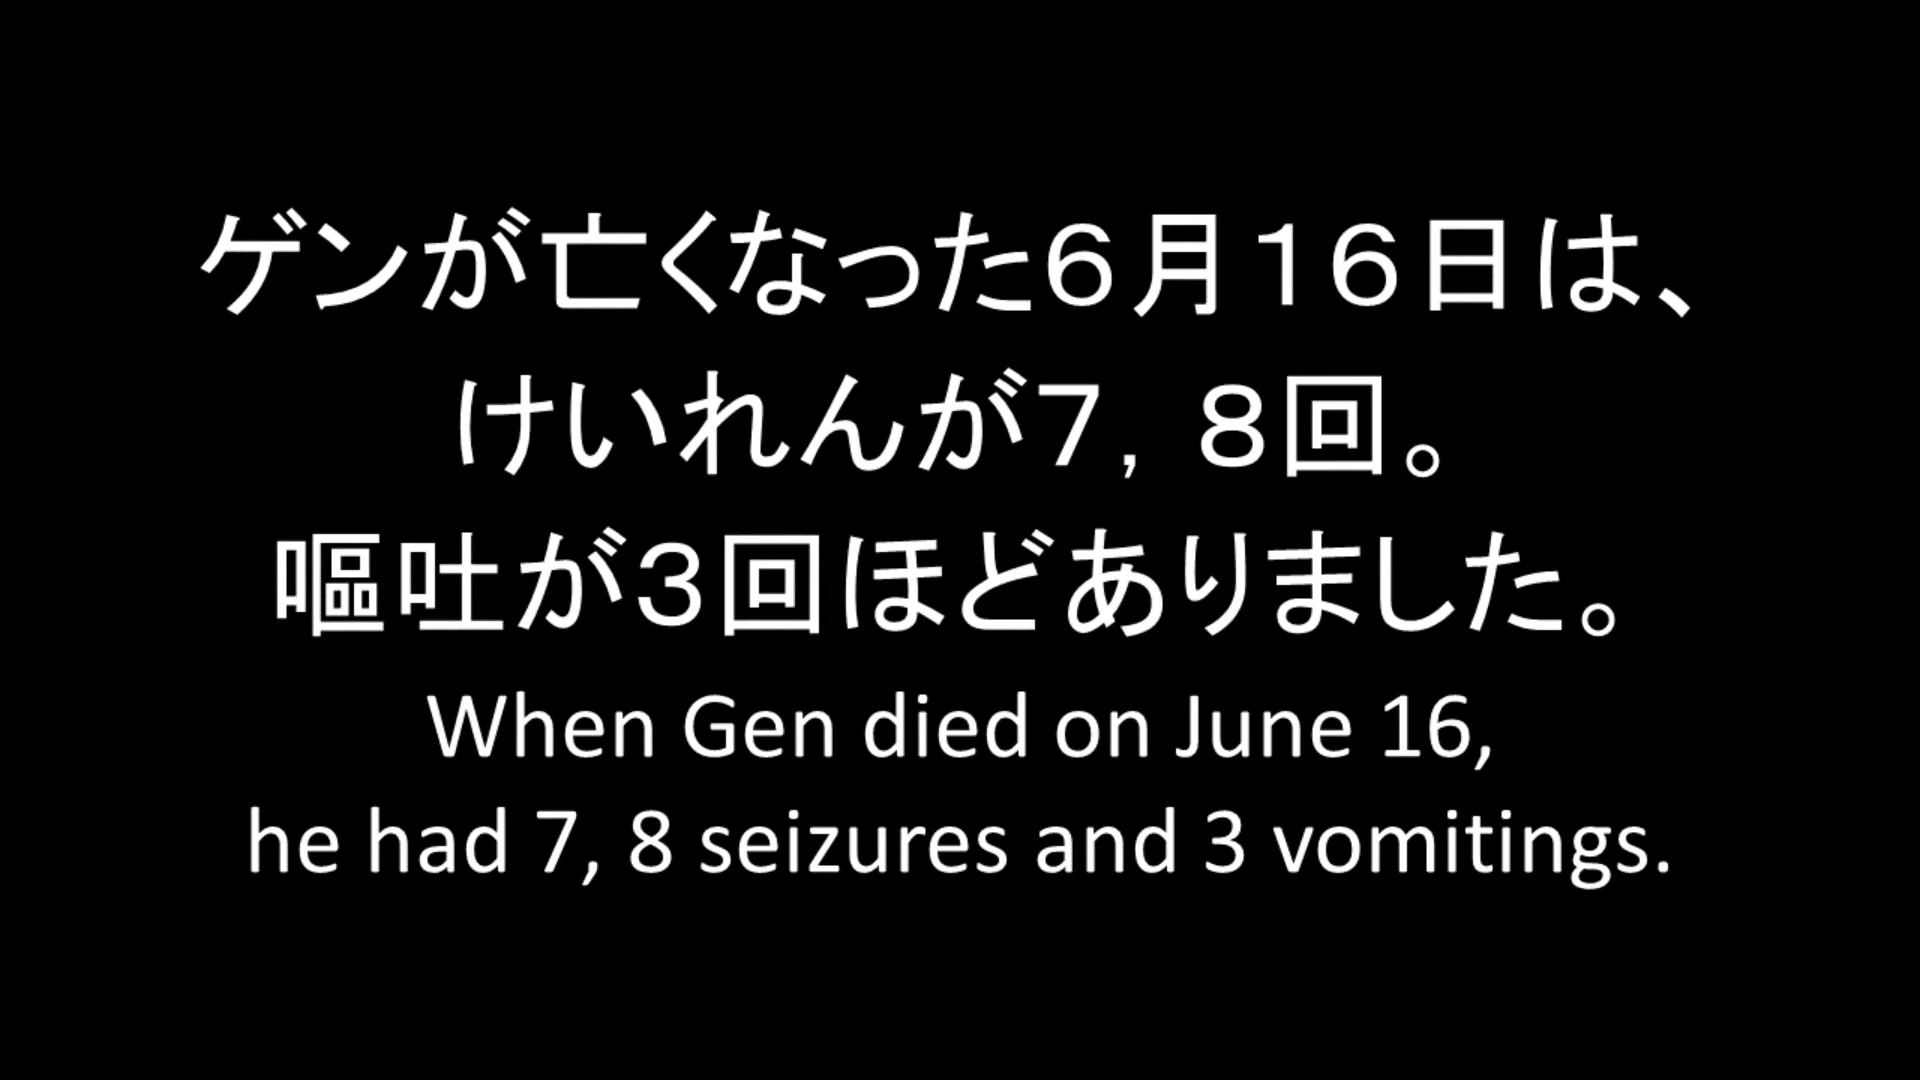 ゲンが亡くなった６月１６日は、
けいれんが７，８回。
嘔吐が３回ほどありました。
When Gen died on June 16,
he had 7, 8 seizures and 3 vomitings.